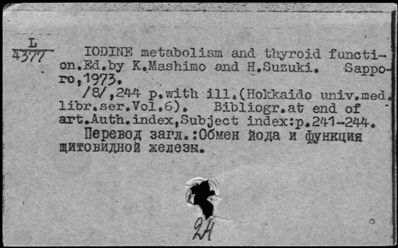 L
4377
IODINE metabolism and thyroid functi-
on.Ed.by K.Mashimo and H.Suzuki. Sappo-
ro,1973.
/8/,244 p.with ill.(Hokkaido univ.med.
libr.ser.Vol.6). Bibliogr.at end of
art.Auth.index,Subject index:p.241-244.
Перевод загл.:Обмен йода и функция
щитовидной железы.
24